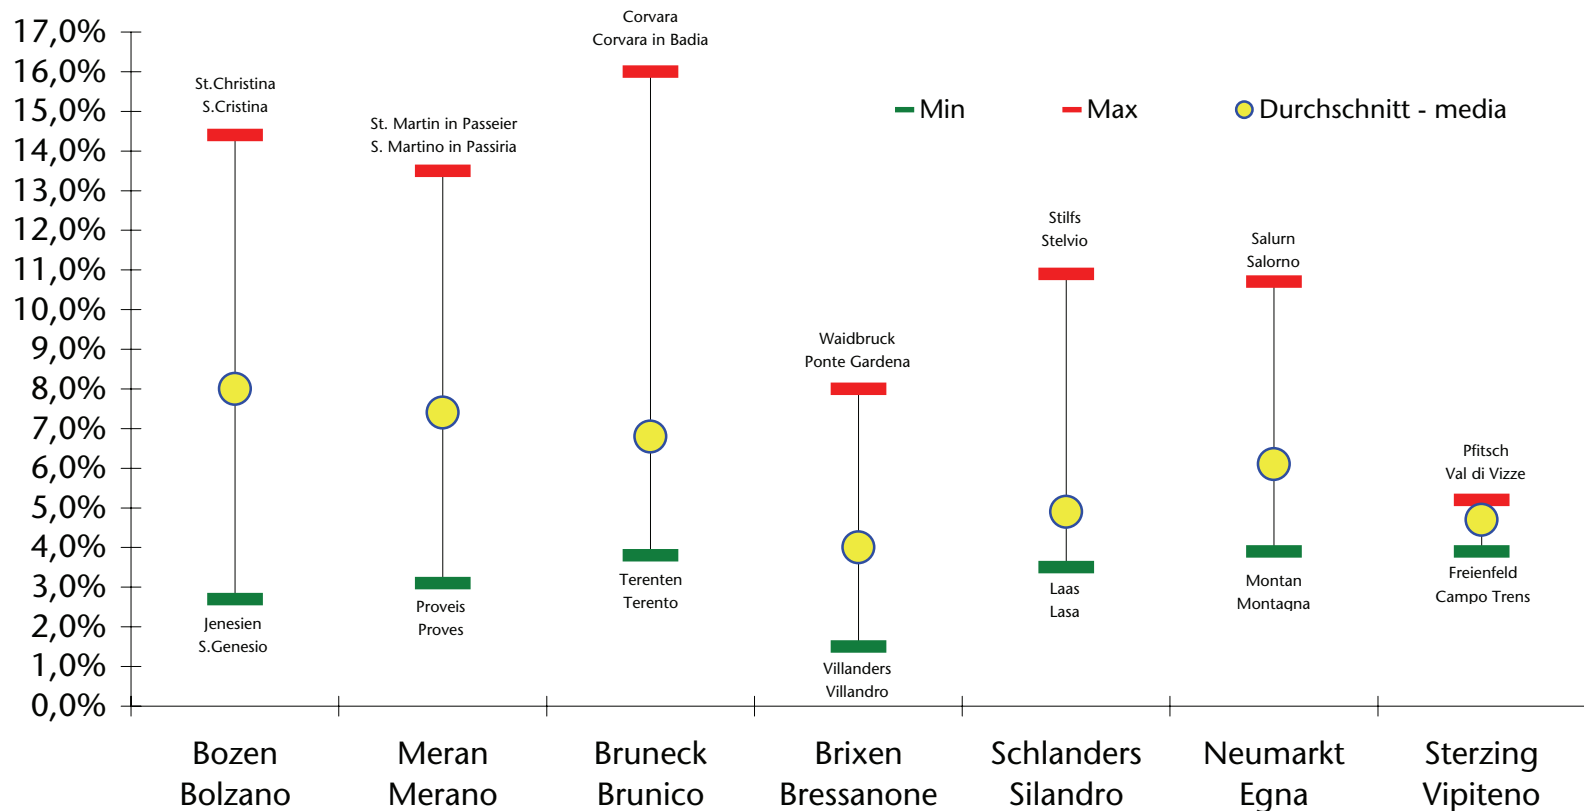 17,0%
16,0%
15,0%
14,0%
13,0%
12,0%
11,0%
10,0%
9,0%
8,0%
7,0%
6,0%
5,0%
4,0%
3,0%
2,0%
1,0%
0,0%
Min
Max
Durchschnitt - media
St.Christina
S.Cristina
Jenesien
S.Genesio
St. Martin in Passeier
S. Martino in Passiria
Proveis
Proves
Corvara
Corvara in Badia
Terenten
Terento
Waidbruck
Ponte Gardena
Villanders
Villandro
Stilfs
Stelvio
Laas
Lasa
Salurn
Salorno
Montan
Montagna
Pfitsch
Val di Vizze
Freienfeld
Campo Trens
Bozen
Bolzano
Meran
Merano
Bruneck
Brunico
Brixen
Bressanone
Schlanders
Silandro
Neumarkt
Egna
Sterzing
Vipiteno